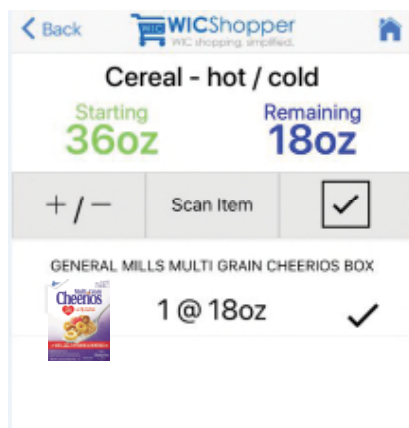 Back
WIC WICShopper
WIC shopping, simplified.
Cereal - hot / cold
Starting Remaining
36oz 18oz
+ / − Scan Item ✓
GENERAL MILLS MULTI GRAIN CHEERIOS BOX
Cheerios
1 @ 18oz ✓